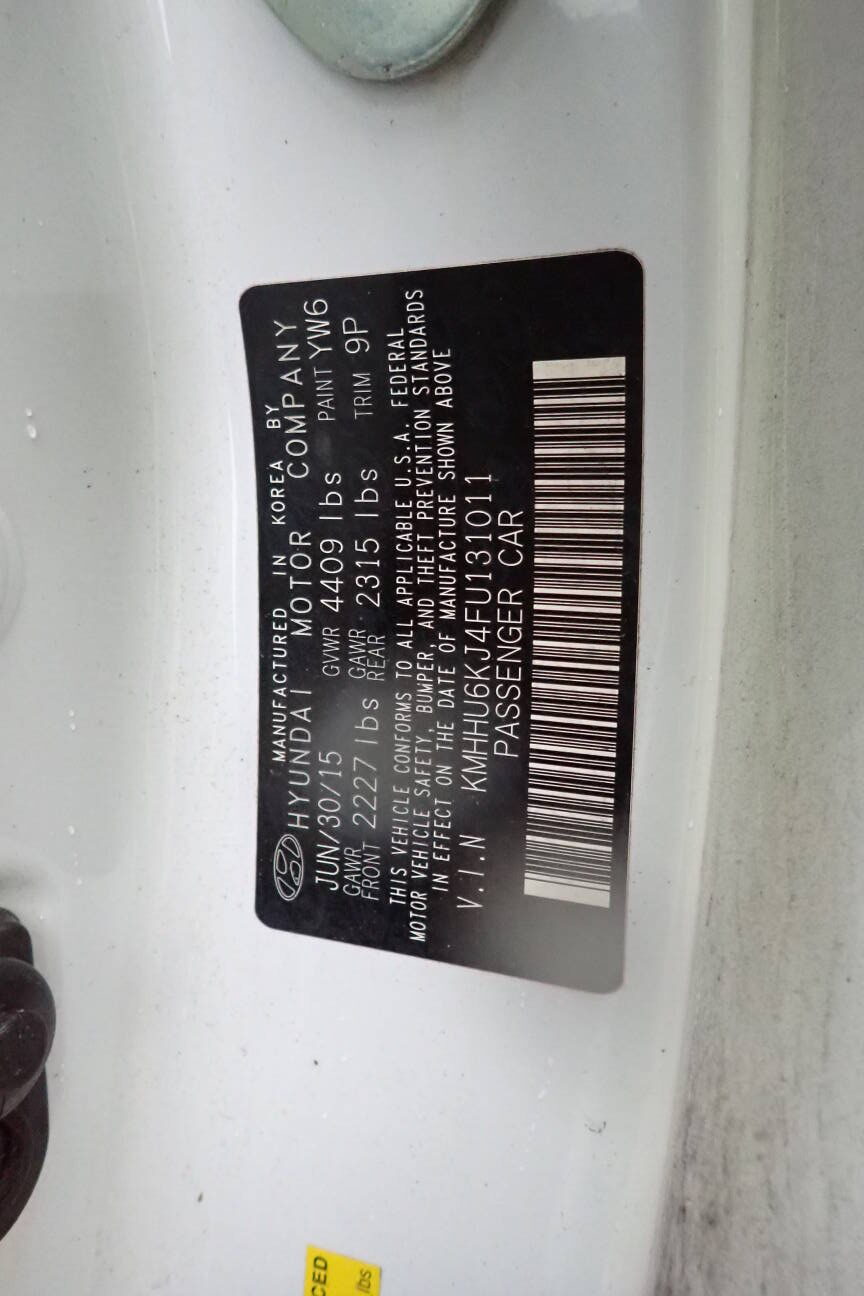 MANUFACTURED IN KOREA BY
HYUNDAI MOTOR COMPANY
JUN/30/15 GVWR 4409 lbs PAINT YW6
GAWR FRONT 2227 lbs GAWR REAR 2315 lbs TRIM 9P
THIS VEHICLE CONFORMS TO ALL APPLICABLE U.S.A. FEDERAL
MOTOR VEHICLE SAFETY, BUMPER, AND THEFT PREVENTION STANDARDS
IN EFFECT ON THE DATE OF MANUFACTURE SHOWN ABOVE
V.I.N KMHHU6KJ4FU131011
PASSENGER CAR
CED
lbs